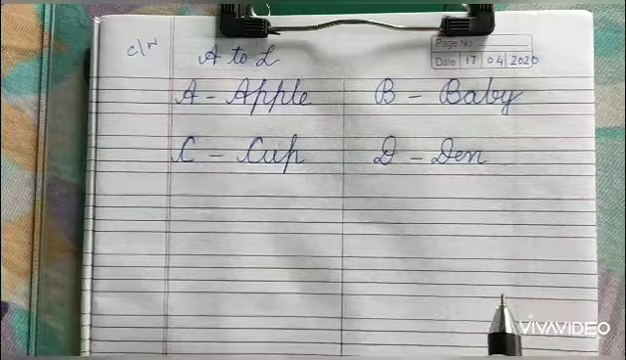 c/w
A to L
Page No
Date 17 04 2020
A - Apple
B - Baby
C - Cup
D - Den
VIVAVIDEO